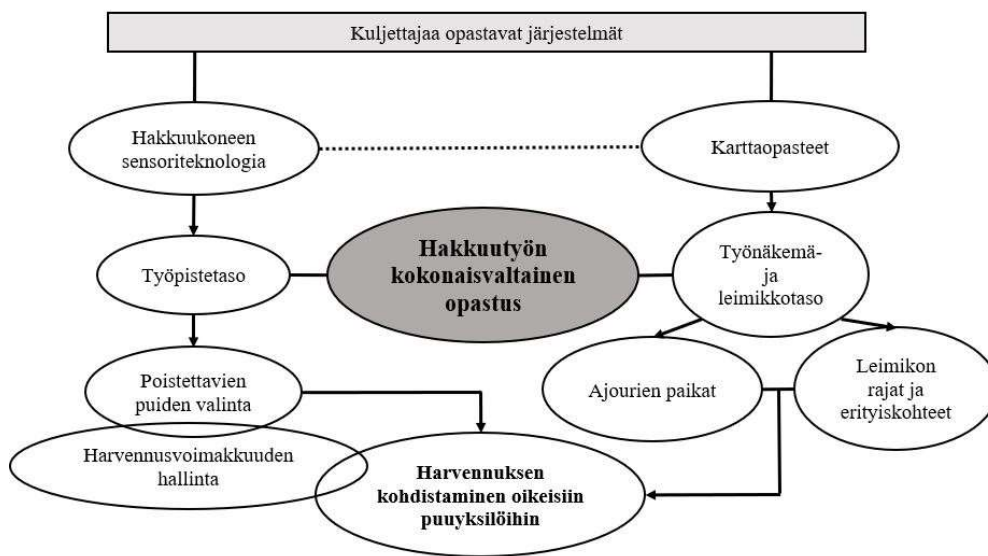 Kuljettajaa opastavat järjestelmät
Hakkuukoneen
sensoriteknologia
Karttaopasteet
Hakkuutyön
kokonaisvaltainen
opastus
Työpistetaso
Työnäkemä-
ja
leimikkotaso
Poistettavien
puiden valinta
Ajourien paikat
Leimikon
rajat ja
erityiskohteet
Harvennusvoimakkuuden
hallinta
Harvennuksen
kohdistaminen oikeisiin
puuyksilöihin